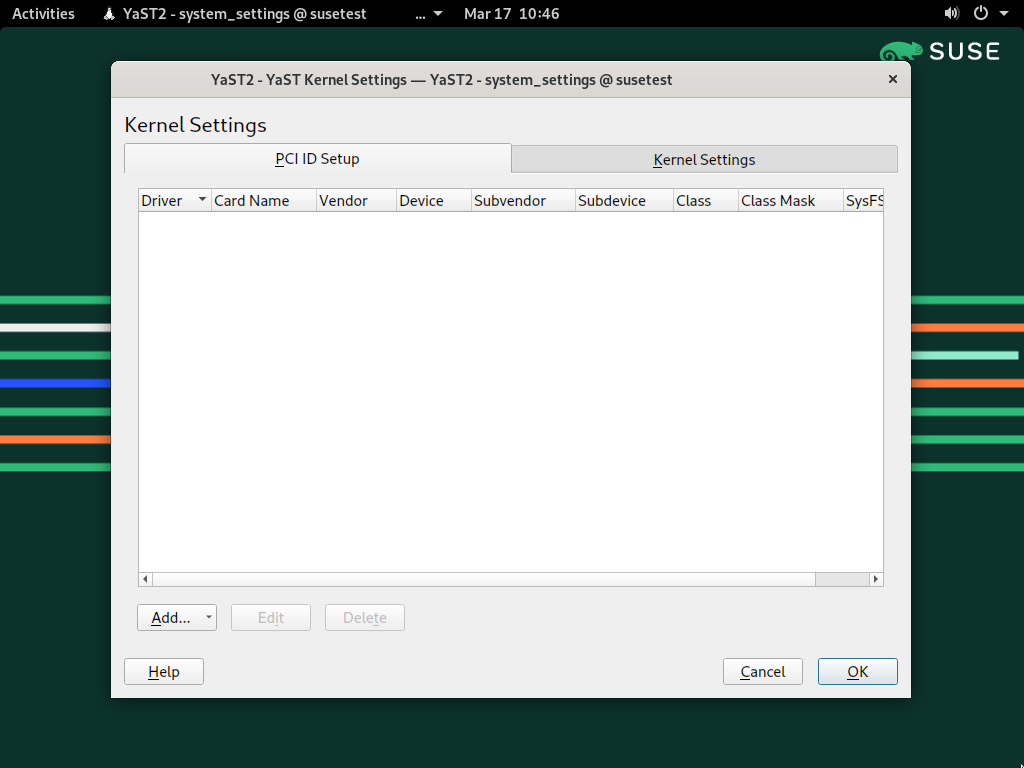 Activities YaST2 - system_settings @ susetest ... Mar 17 10:46
SUSE
YaST2 - YaST Kernel Settings — YaST2 - system_settings @ susetest
Kernel Settings
PCI ID Setup Kernel Settings
Driver Card Name Vendor Device Subvendor Subdevice Class Class Mask SysFS
Add... Edit Delete
Help Cancel OK